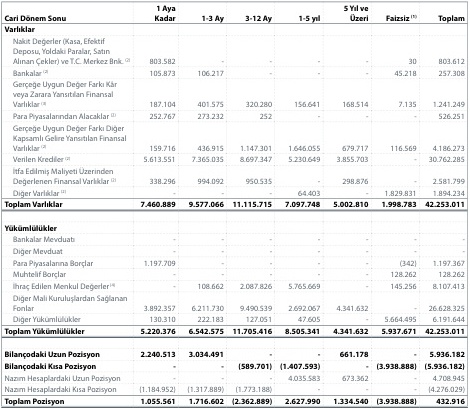 1 Aya 5 Yıl ve
Cari Dönem Sonu Kadar 1-3 Ay 3-12 Ay 1-5 yıl Üzeri Faizsiz (1) Toplam
Varlıklar
Nakit Değerler (Kasa, Efektif
Deposu, Yoldaki Paralar, Satın
Alınan Çekler) ve T.C. Merkez Bnk. (2) 803.582 - - - - 30 803.612
Bankalar (2) 105.873 106.217 - - - 45.218 257.308
Gerçeğe Uygun Değer Farkı Kâr
veya Zarara Yansıtılan Finansal
Varlıklar (3) 187.104 401.575 320.280 156.641 168.514 7.135 1.241.249
Para Piyasalarından Alacaklar (2) 252.767 273.232 252 - - - 526.251
Gerçeğe Uygun Değer Farkı Diğer
Kapsamlı Gelire Yansıtılan Finansal
Varlıklar (2) 159.716 436.915 1.147.301 1.646.055 679.717 116.569 4.186.273
Verilen Krediler (2) 5.613.551 7.365.035 8.697.347 5.230.649 3.855.703 - 30.762.285
İtfa Edilmiş Maliyeti Üzerinden
Değerlenen Finansal Varlıklar (2) 338.296 994.092 950.535 - 298.876 - 2.581.799
Diğer Varlıklar (2) - - - 64.403 - 1.829.831 1.894.234
Toplam Varlıklar 7.460.889 9.577.066 11.115.715 7.097.748 5.002.810 1.998.783 42.253.011
Yükümlülükler
Bankalar Mevduatı - - - - - - -
Diğer Mevduat - - - - - - -
Para Piyasalarına Borçlar 1.197.709 - - - - (342) 1.197.367
Muhtelif Borçlar - - - - - 128.262 128.262
İhraç Edilen Menkul Değerler (4) - 108.662 2.087.826 5.765.669 - 145.256 8.107.413
Diğer Mali Kuruluşlardan Sağlanan
Fonlar 3.892.357 6.211.730 9.490.539 2.692.067 4.341.632 - 26.628.325
Diğer Yükümlülükler 130.310 222.183 127.051 47.605 - 5.664.495 6.191.644
Toplam Yükümlülükler 5.220.376 6.542.575 11.705.416 8.505.341 4.341.632 5.937.671 42.253.011
Bilançodaki Uzun Pozisyon 2.240.513 3.034.491 - - 661.178 - 5.936.182
Bilançodaki Kısa Pozisyon - - (589.701) (1.407.593) - (3.938.888) (5.936.182)
Nazım Hesaplardaki Uzun Pozisyon - - - 4.035.583 673.362 - 4.708.945
Nazım Hesaplardaki Kısa Pozisyon (1.184.952) (1.317.889) (1.773.188) - - - (4.276.029)
Toplam Pozisyon 1.055.561 1.716.602 (2.362.889) 2.627.990 1.334.540 (3.938.888) 432.916